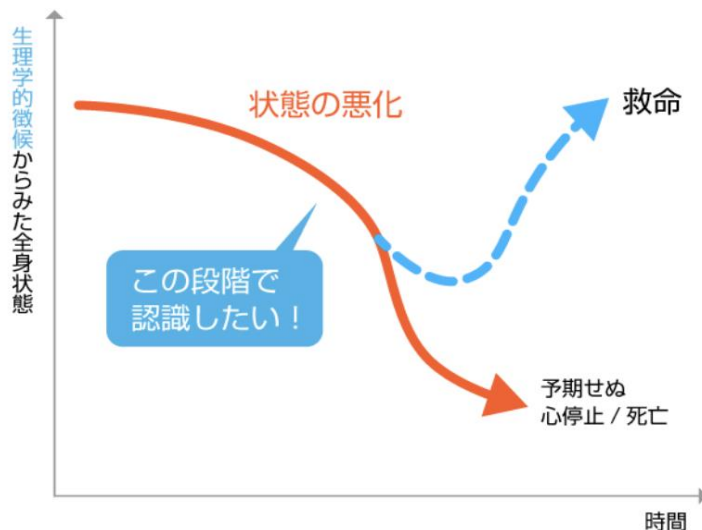 生理学的徴候からみた全身状態
状態の悪化
救命
この段階で
認識したい！
予期せぬ
心停止 / 死亡
時間